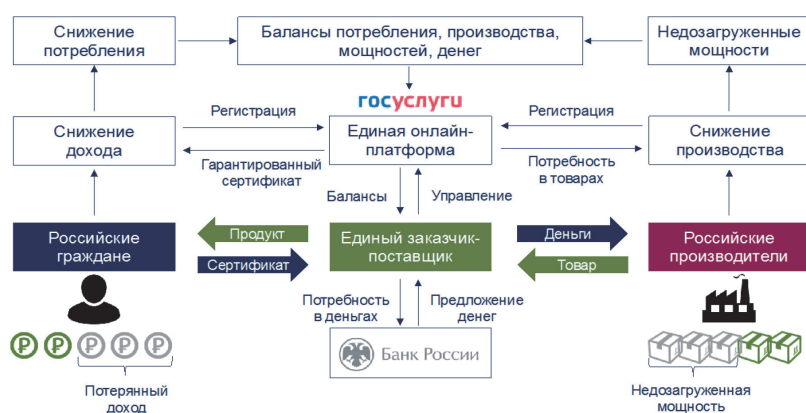 Снижение
потребления
Балансы потребления, производства,
мощностей, денег
Недозагруженные
мощности
госуслуги
Регистрация
Регистрация
Снижение
дохода
Единая онлайн-
платформа
Снижение
производства
Гарантированный
сертификат
Потребность
в товарах
Балансы
Управление
Российские
граждане
Продукт
Сертификат
Единый заказчик-
поставщик
Деньги
Товар
Российские
производители
Потребность
в деньгах
Предложение
денег
Банк России
Потерянный
доход
Недозагруженная
мощность